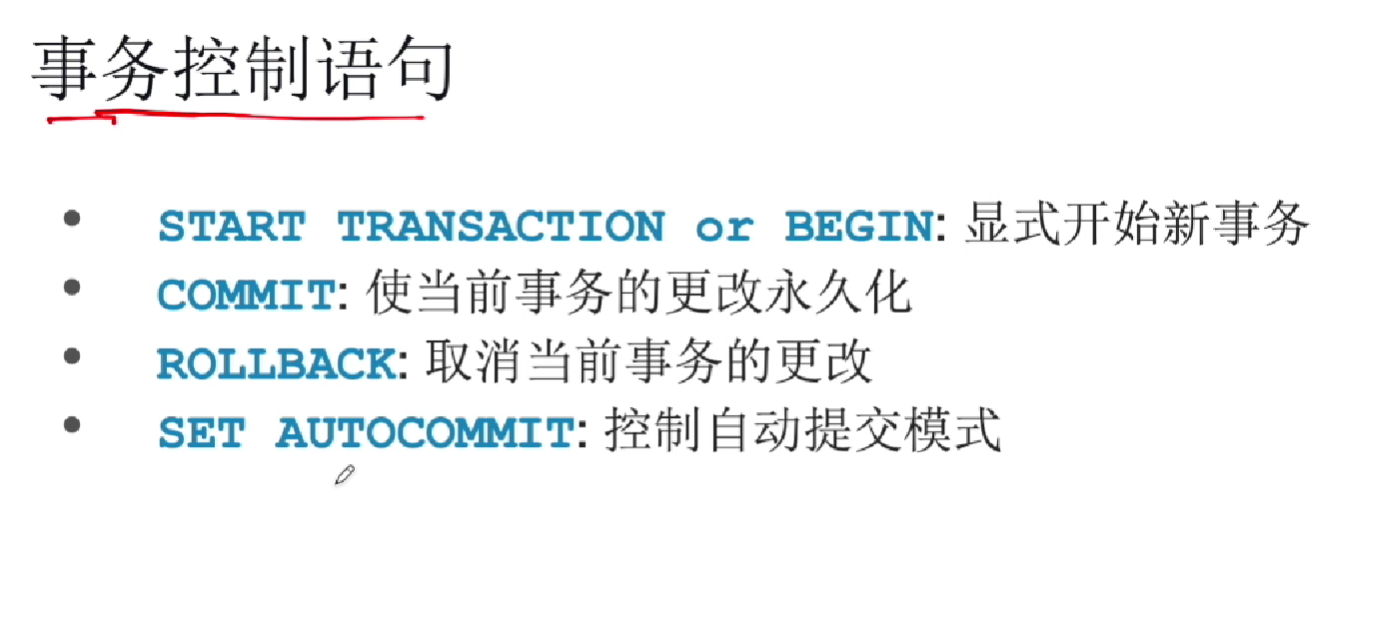 事务控制语句
• START TRANSACTION or BEGIN: 显式开始新事务
• COMMIT: 使当前事务的更改永久化
• ROLLBACK: 取消当前事务的更改
• SET AUTOCOMMIT: 控制自动提交模式